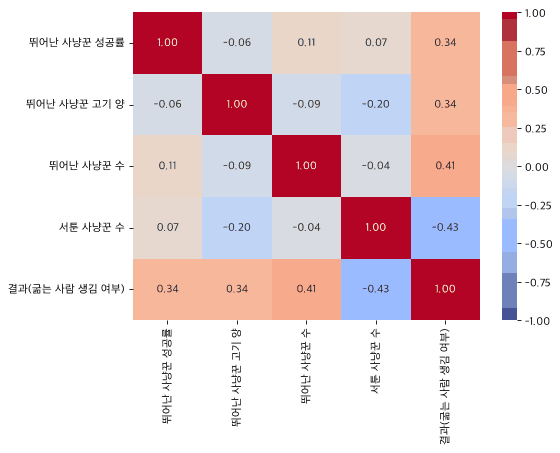 뛰어난 사냥꾼 성공률
1.00 -0.06 0.11 0.07 0.34
뛰어난 사냥꾼 고기 양
-0.06 1.00 -0.09 -0.20 0.34
뛰어난 사냥꾼 수
0.11 -0.09 1.00 -0.04 0.41
서툰 사냥꾼 수
0.07 -0.20 -0.04 1.00 -0.43
결과(굶는 사람 생김 여부)
0.34 0.34 0.41 -0.43 1.00
뛰어난 사냥꾼 성공률
뛰어난 사냥꾼 고기 양
뛰어난 사냥꾼 수
서툰 사냥꾼 수
결과(굶는 사람 생김 여부)
1.00
0.75
0.50
0.25
0.00
-0.25
-0.50
-0.75
-1.00